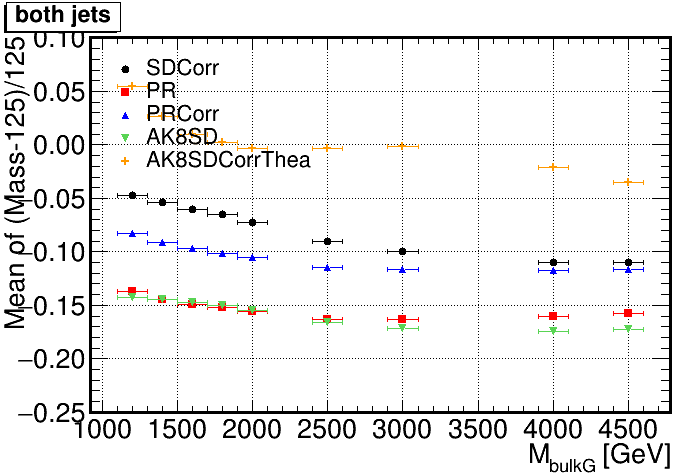 both jets
Mean of (Mass-125)/125
0.10
0.05
0.00
−0.05
−0.10
−0.15
−0.20
−0.25
SDCorr
PR
PRCorr
AK8SD
AK8SDCorrThea
1000 1500 2000 2500 3000 3500 4000 4500
M_bulkG [GeV]